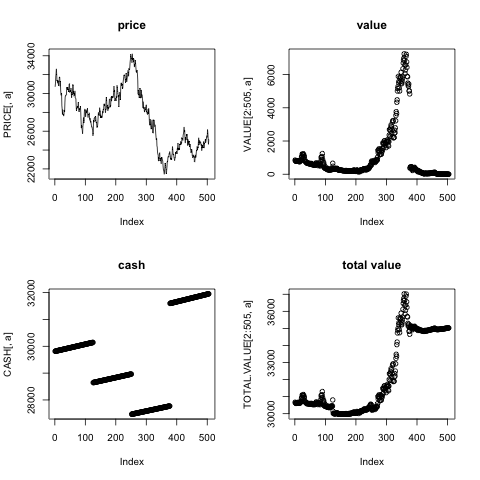 price
PRICE[, a]
34000
30000
26000
22000
0 100 200 300 400 500
Index
value
VALUE[2:505, a]
6000
4000
2000
0
0 100 200 300 400 500
Index
cash
CASH[, a]
32000
30000
28000
0 100 200 300 400 500
Index
total value
TOTAL.VALUE[2:505, a]
36000
33000
30000
0 100 200 300 400 500
Index